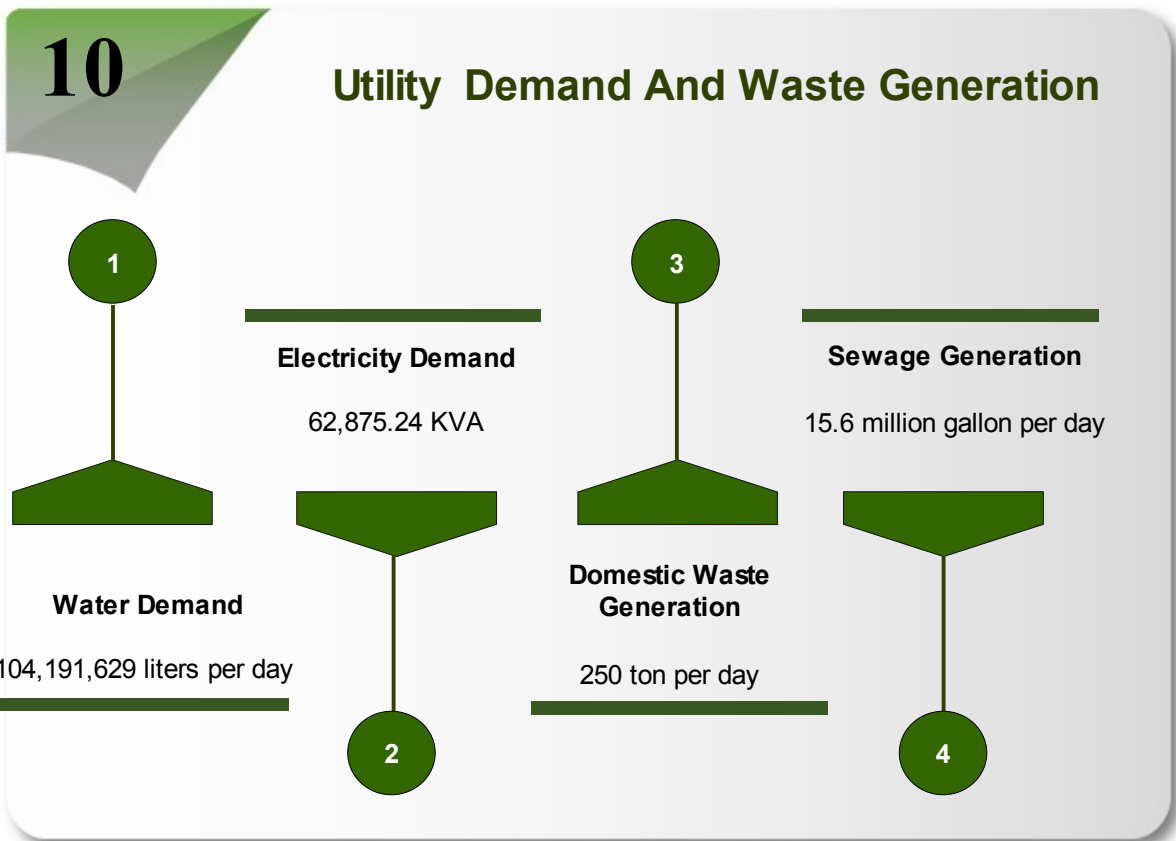 10
Utility Demand And Waste Generation
1
Water Demand
104,191,629 liters per day
Electricity Demand
62,875.24 KVA
2
3
Domestic Waste
Generation
250 ton per day
Sewage Generation
15.6 million gallon per day
4